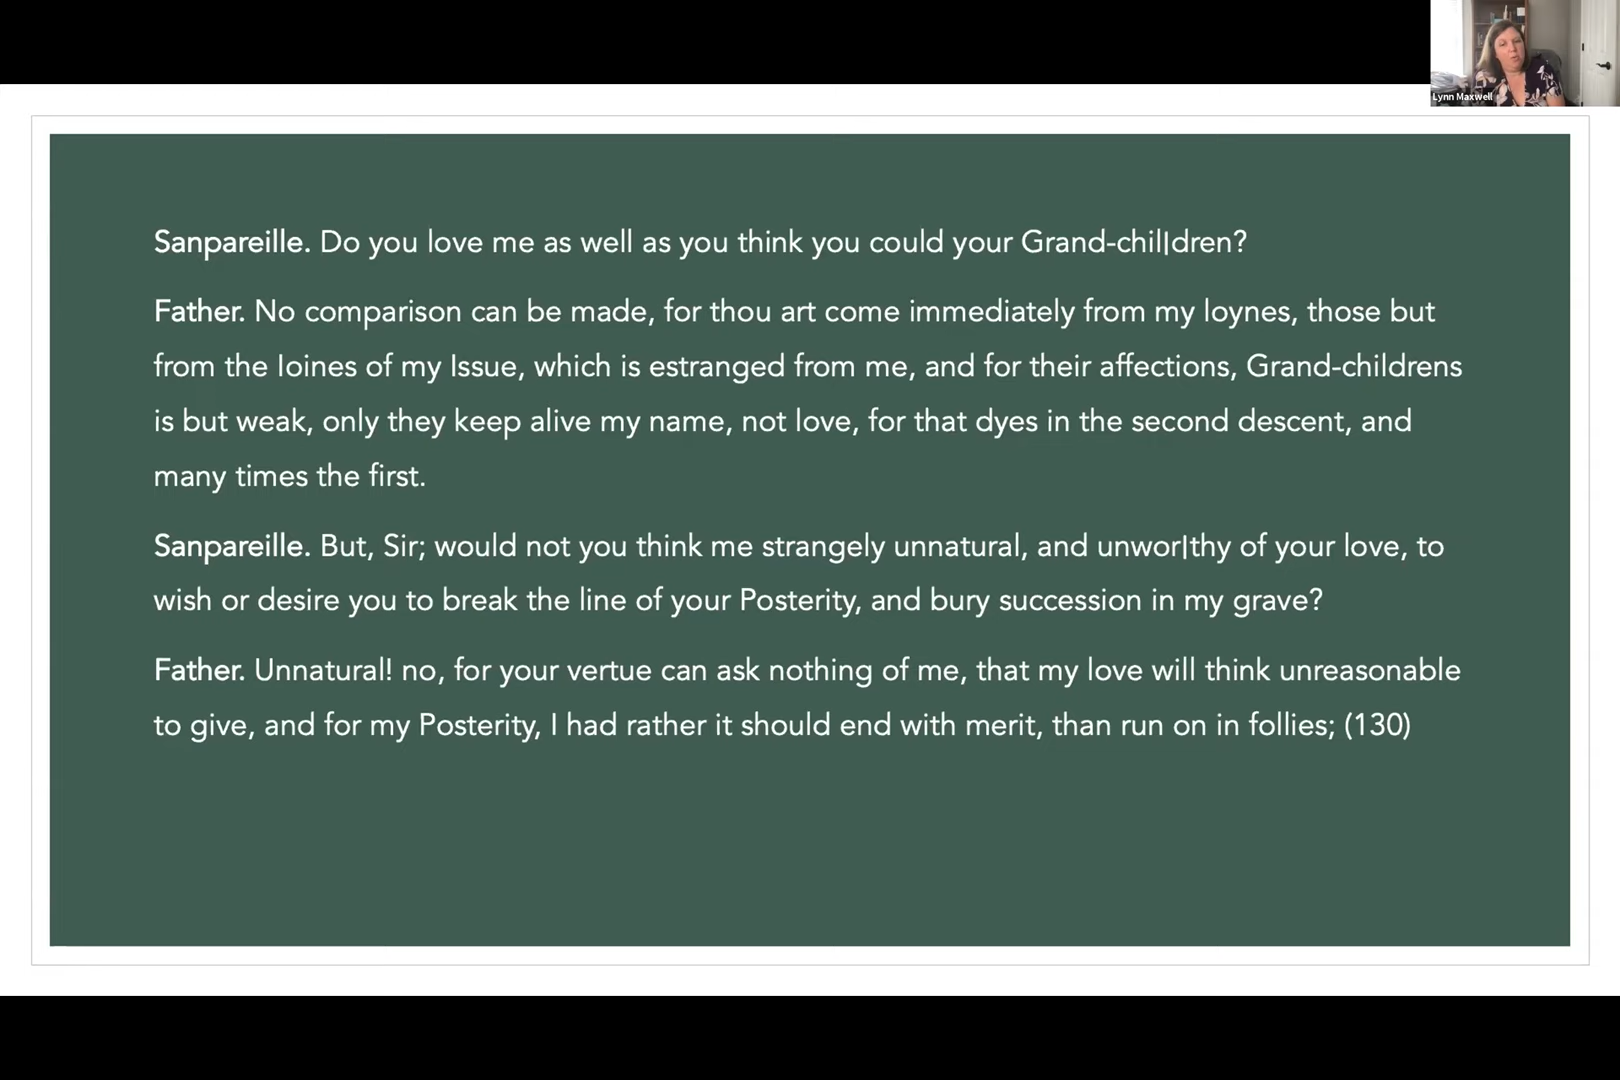 Lynn Maxwell
Sanpareille. Do you love me as well as you think you could your Grand-chil|dren?
Father. No comparison can be made, for thou art come immediately from my loynes, those but
from the Ioines of my Issue, which is estranged from me, and for their affections, Grand-childrens
is but weak, only they keep alive my name, not love, for that dyes in the second descent, and
many times the first.
Sanpareille. But, Sir; would not you think me strangely unnatural, and unwor|thy of your love, to
wish or desire you to break the line of your Posterity, and bury succession in my grave?
Father. Unnatural! no, for your vertue can ask nothing of me, that my love will think unreasonable
to give, and for my Posterity, I had rather it should end with merit, than run on in follies; (130)